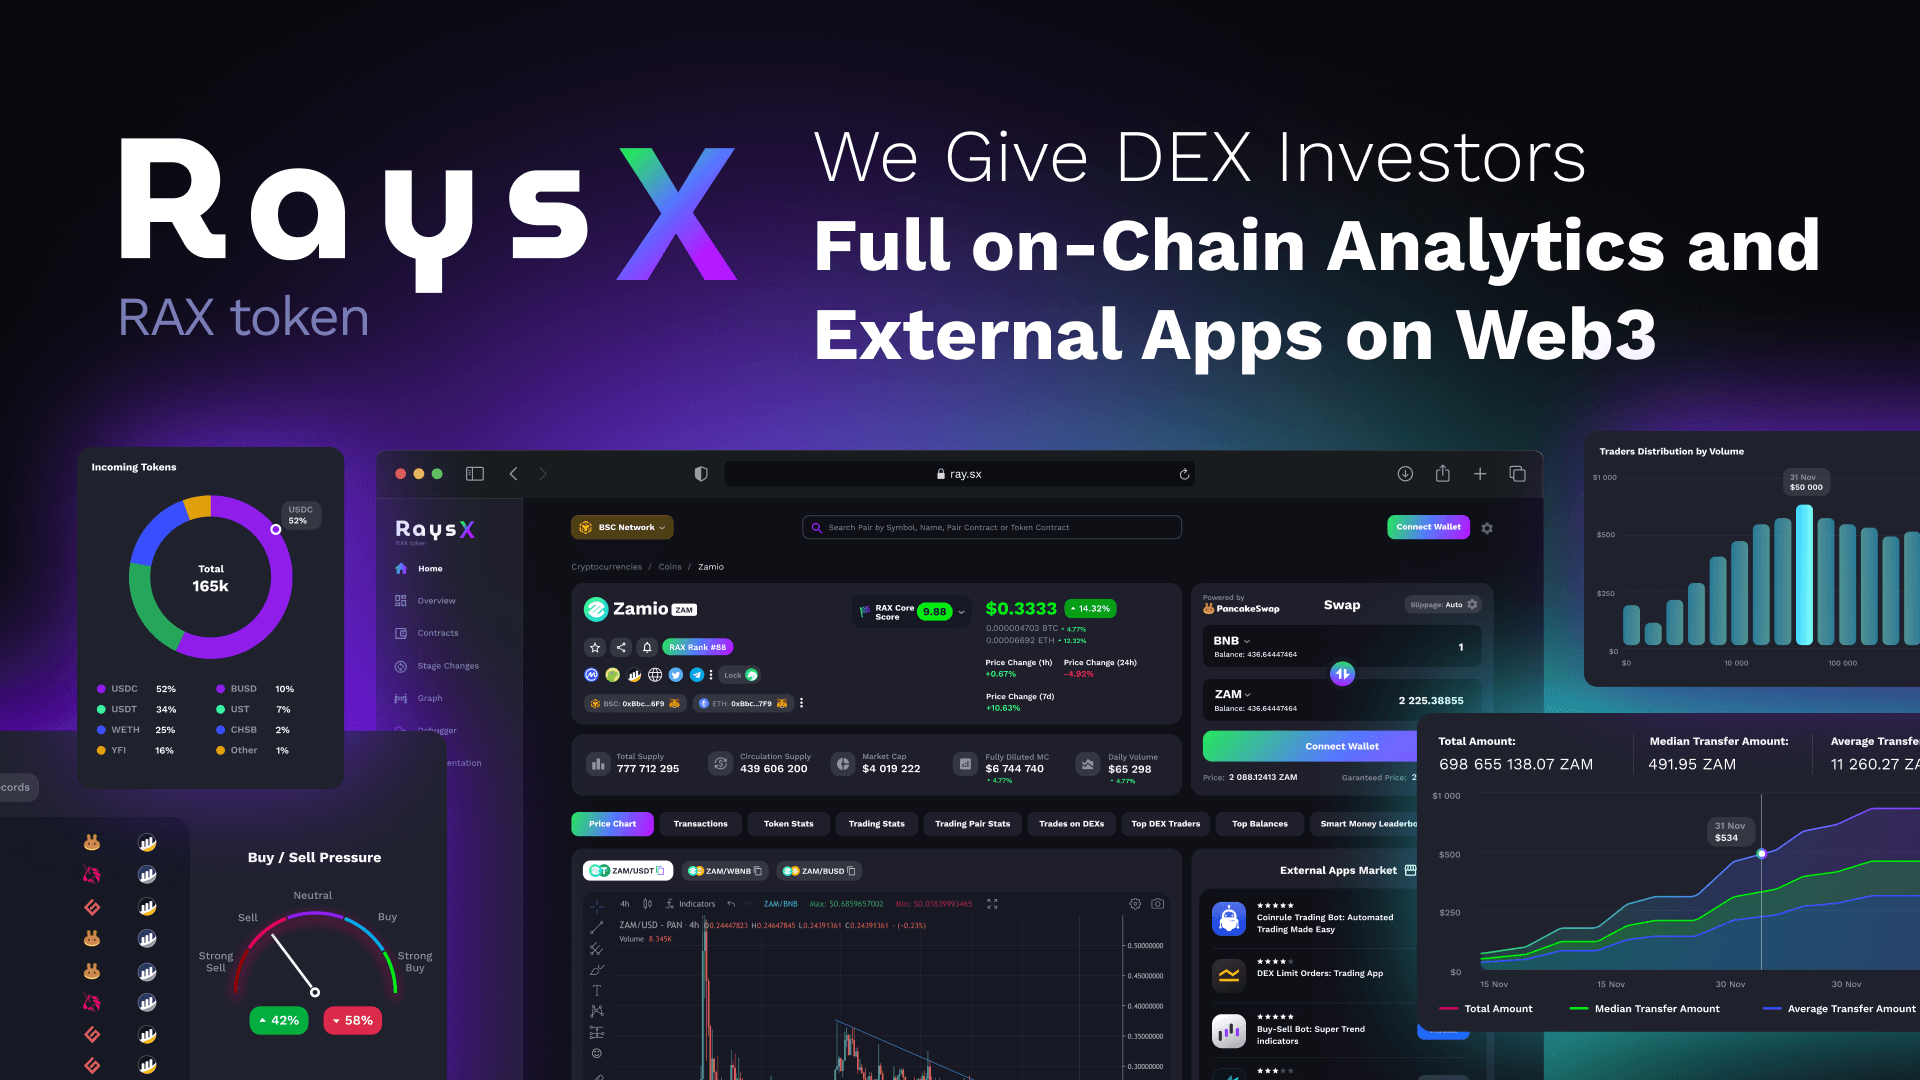 RaysX
RAX token
We Give DEX Investors
Full on-Chain Analytics and
External Apps on Web3
Incoming Tokens
USDC
52%
Total
165k
USDC 52% BUSD 10%
USDT 34% UST 7%
WETH 25% CHSB 2%
YFI 16% Other 1%
ray.sx
RaysX
RAX token
Home
Overview
Contracts
Stage Changes
Graph
Debugger
entation
BSC Network
Search Pair by Symbol, Name, Pair Contract or Token Contract
Connect Wallet
Cryptocurrencies / Coins / Zamio
Zamio ZAM
RAX Core
Score
9.88
$0.3333 14.32%
0.000004703 BTC 4.77%
0.00006692 ETH 12.32%
RAX Rank #88
Lock
BSC: 0xBbc...6F9 ETH: 0xBbc...7F9
Price Change (1h) Price Change (24h)
+0.67% -4.92%
Price Change (7d)
+10.63%
Powered by
PancakeSwap
Swap
Slippage: Auto
BNB
1
Balance: 436.64447464
ZAM
2 225.38855
Balance: 436.64447464
Connect Wallet
Price: 2 088.12413 ZAM Garanteed Price: 2
Total Supply
777 712 295
Circulation Supply
439 606 200
Market Cap
$4 019 222
Fully Diluted MC
$6 744 740
4.77%
Daily Volume
$65 298
4.77%
Price Chart Transactions Token Stats Trading Stats Trading Pair Stats Trades on DEXs Top DEX Traders Top Balances Smart Money Leaderbo
ZAM/USDT ZAM/WBNB ZAM/BUSD
4h Indicators ZAM/BNB Max: $0.6859657002 Min: $0.03839993465
ZAM/USD - PAN · 4h O0.24447823 H0.24647845 L0.24391361 C0.24391361 - (-0.23%)
Volume 8.345K
0.50000000
0.45000000
0.40000000
0.35000000
0.30000000
External Apps Market
Coinrule Trading Bot: Automated
Trading Made Easy
DEX Limit Orders: Trading App
Buy-Sell Bot: Super Trend
indicators
Traders Distribution by Volume
31 Nov
$50 000
$1 000
$500
$250
$0
$0 10 000 100 000
Total Amount:
698 655 138.07 ZAM
Median Transfer Amount:
491.95 ZAM
Average Transfe
11 260.27 ZA
$1 000
31 Nov
$534
$500
$250
$0
15 Nov 15 Nov 30 Nov 30 Nov
Total Amount Median Transfer Amount Average Transfer Amount
cords
Buy / Sell Pressure
Neutral
Sell
Buy
Strong
Sell
Strong
Buy
42% 58%